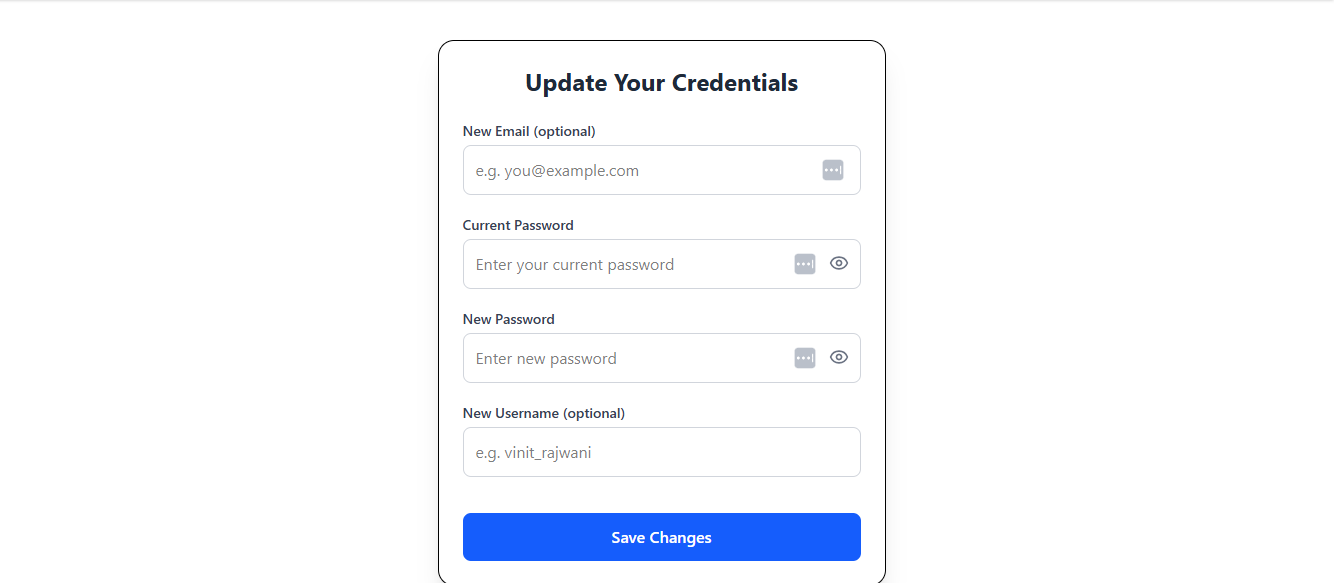 Update Your Credentials
New Email (optional)
e.g. you@example.com
Current Password
Enter your current password
New Password
Enter new password
New Username (optional)
e.g. vinit_rajwani
Save Changes